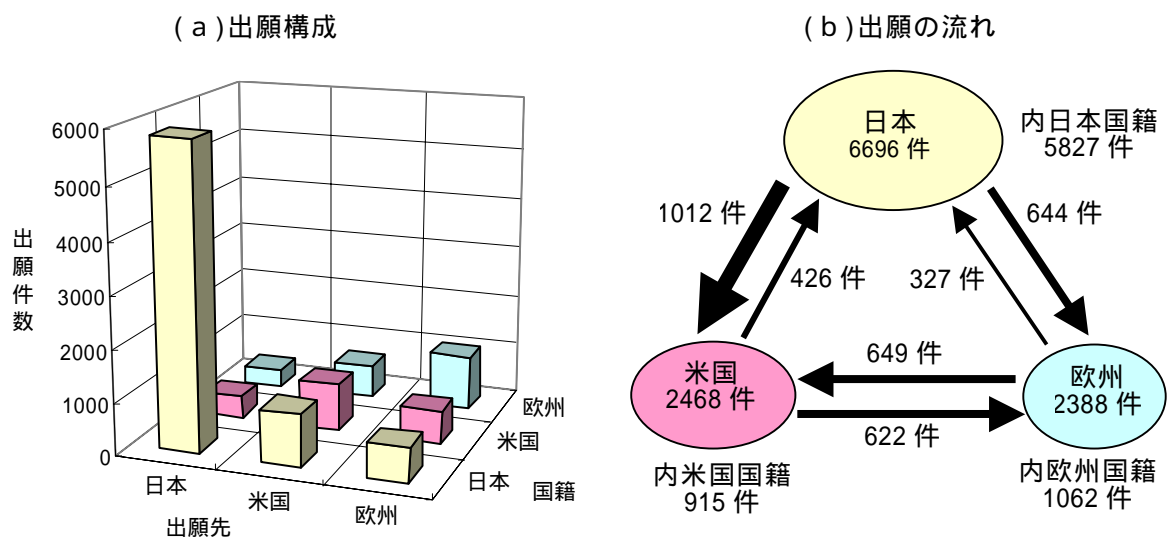 (a)出願構成
6000
5000
4000
3000
2000
1000
0
出願件数
日本
米国
欧州
出願先
欧州
米国
日本
国籍
(b)出願の流れ
日本
6696 件
内日本国籍
5827 件
1012 件
644 件
426 件
327 件
米国
2468 件
649 件
622 件
欧州
2388 件
内米国国籍
915 件
内欧州国籍
1062 件